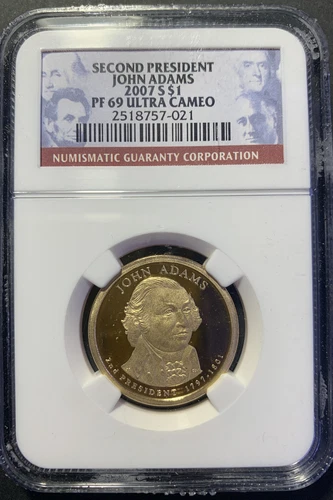 SECOND PRESIDENT
JOHN ADAMS
2007 S $1
PF 69 ULTRA CAMEO
2518757-021
NUMISMATIC GUARANTY CORPORATION
JOHN ADAMS
2nd PRESIDENT 1797-1801